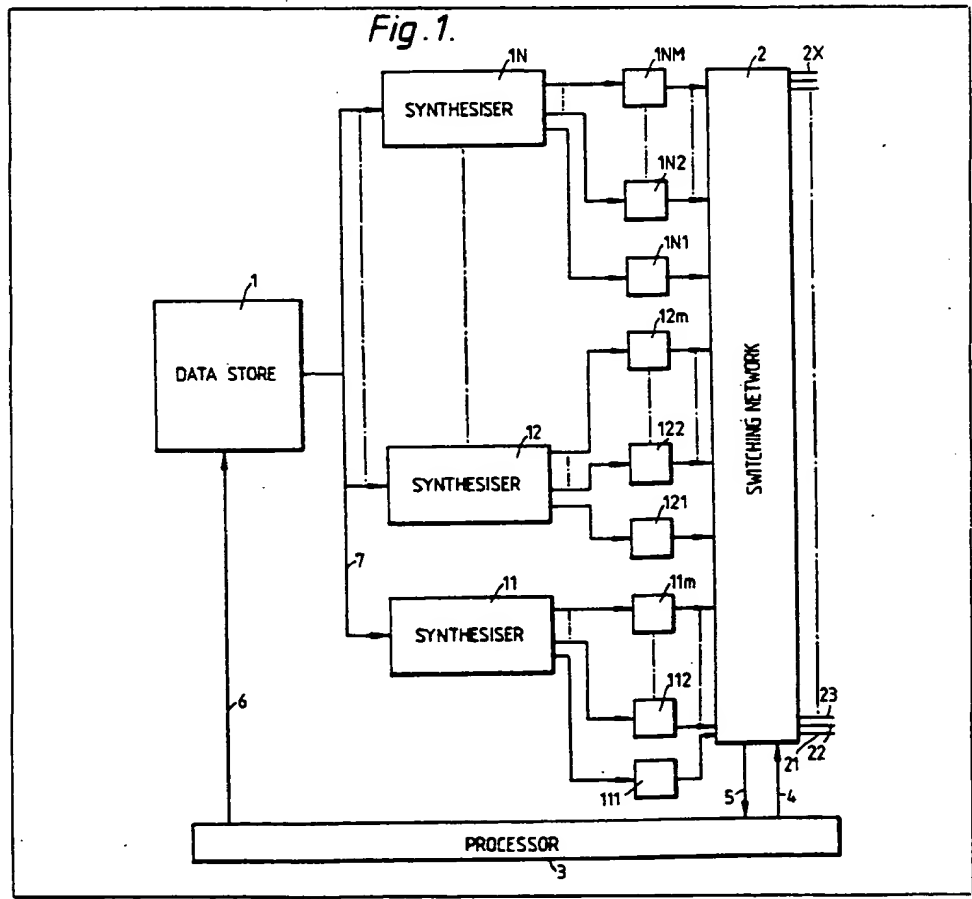 Fig.1.
1N
SYNTHESISER
1NM
2
2X
1N2
1N1
1
DATA STORE
12m
12
SYNTHESISER
122
121
SWITCHING NETWORK
7
11
SYNTHESISER
11m
112
111
6
23
22
21
5
4
PROCESSOR
3